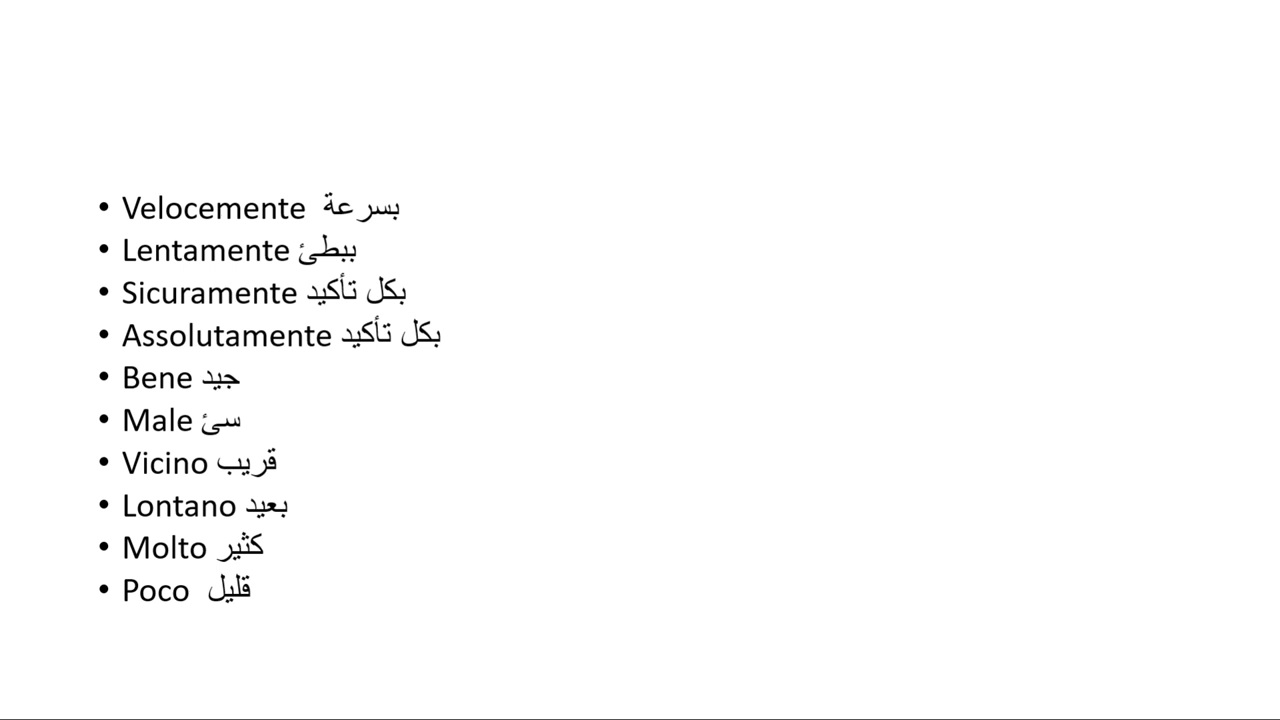 • Velocemente بسرعة
• Lentamente ببطئ
• Sicuramente بكل تأكيد
• Assolutamente بكل تأكيد
• Bene جيد
• Male سئ
• Vicino قريب
• Lontano بعيد
• Molto كثير
• Poco قليل